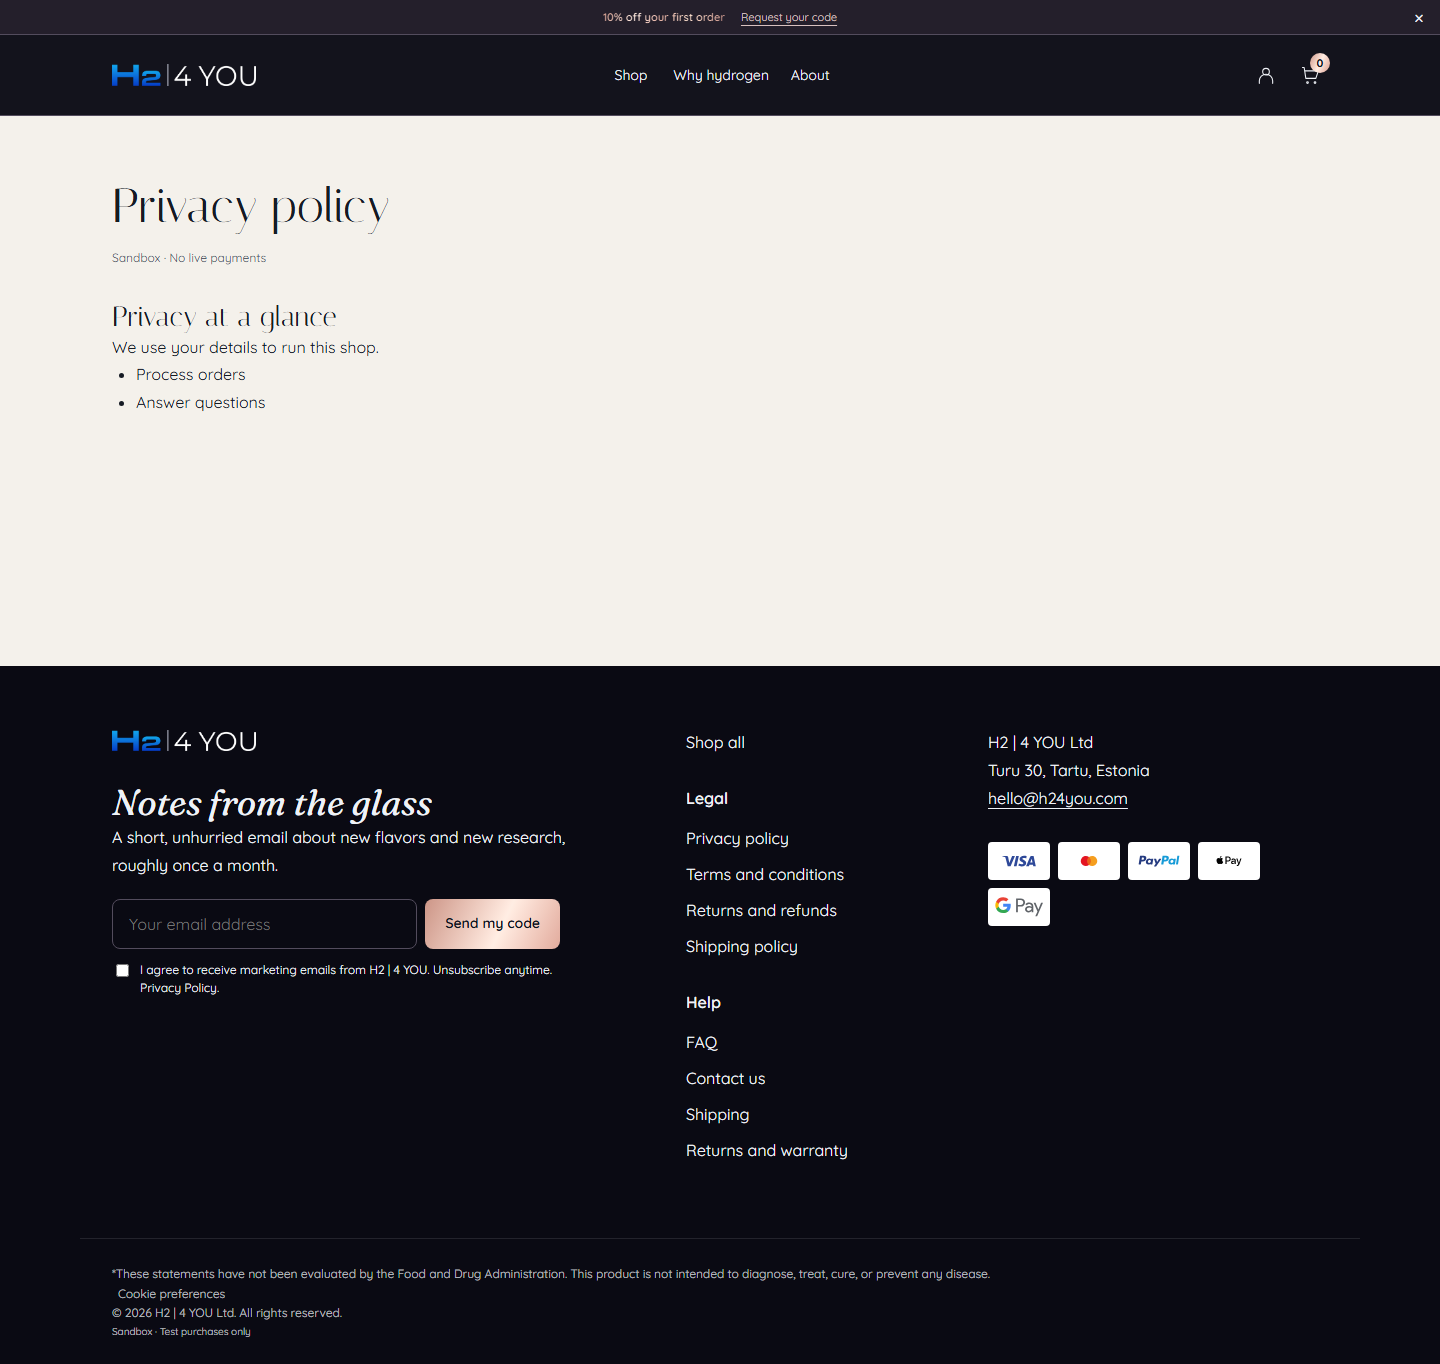 10% off your first order Request your code ×
H2 | 4 YOU Shop Why hydrogen About 0
Privacy policy
Sandbox · No live payments
Privacy at a glance
We use your details to run this shop.
• Process orders
• Answer questions
H2 | 4 YOU
Notes from the glass
A short, unhurried email about new flavors and new research,
roughly once a month.
Your email address Send my code
I agree to receive marketing emails from H2 | 4 YOU. Unsubscribe anytime.
Privacy Policy.
Shop all
Legal
Privacy policy
Terms and conditions
Returns and refunds
Shipping policy
Help
FAQ
Contact us
Shipping
Returns and warranty
H2 | 4 YOU Ltd
Turu 30, Tartu, Estonia
hello@h24you.com
VISA PayPal Pay
G Pay
*These statements have not been evaluated by the Food and Drug Administration. This product is not intended to diagnose, treat, cure, or prevent any disease.
Cookie preferences
© 2026 H2 | 4 YOU Ltd. All rights reserved.
Sandbox · Test purchases only